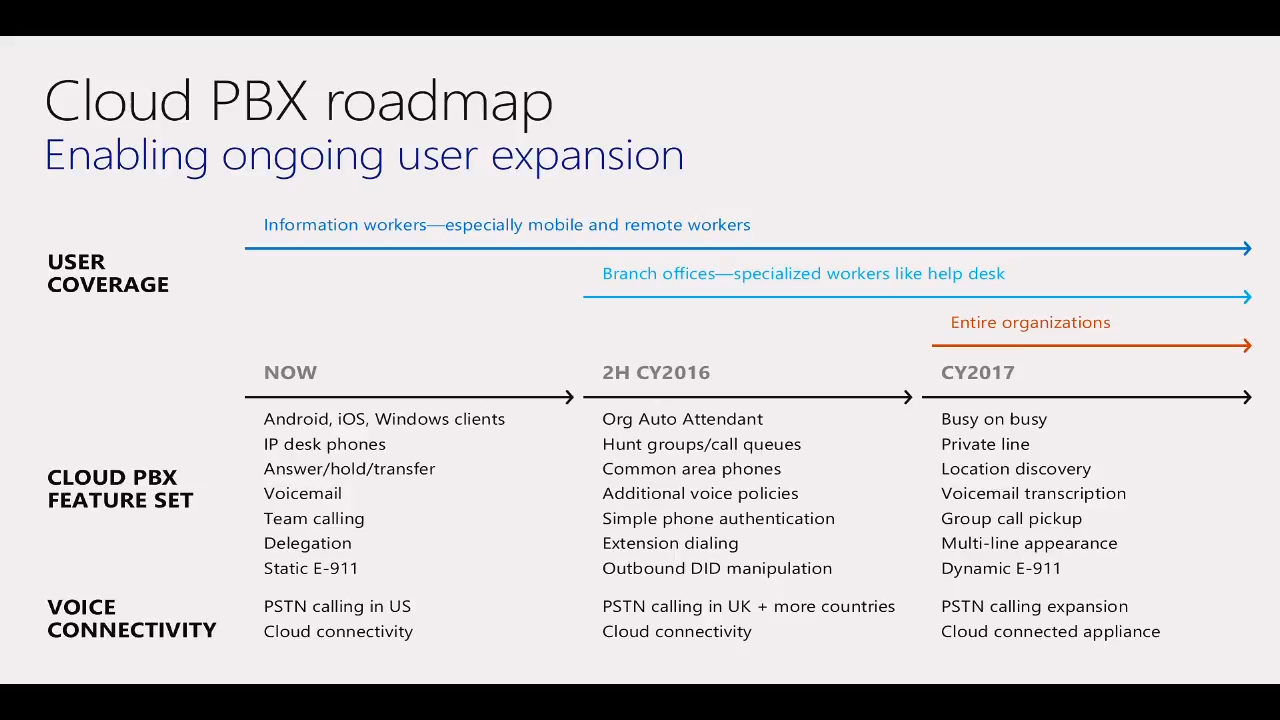 Cloud PBX roadmap
Enabling ongoing user expansion
Information workers—especially mobile and remote workers
USER
COVERAGE
Branch offices—specialized workers like help desk
Entire organizations
NOW
2H CY2016
CY2017
CLOUD PBX
FEATURE SET
Android, iOS, Windows clients
IP desk phones
Answer/hold/transfer
Voicemail
Team calling
Delegation
Static E-911
Org Auto Attendant
Hunt groups/call queues
Common area phones
Additional voice policies
Simple phone authentication
Extension dialing
Outbound DID manipulation
Busy on busy
Private line
Location discovery
Voicemail transcription
Group call pickup
Multi-line appearance
Dynamic E-911
VOICE
CONNECTIVITY
PSTN calling in US
Cloud connectivity
PSTN calling in UK + more countries
Cloud connectivity
PSTN calling expansion
Cloud connected appliance